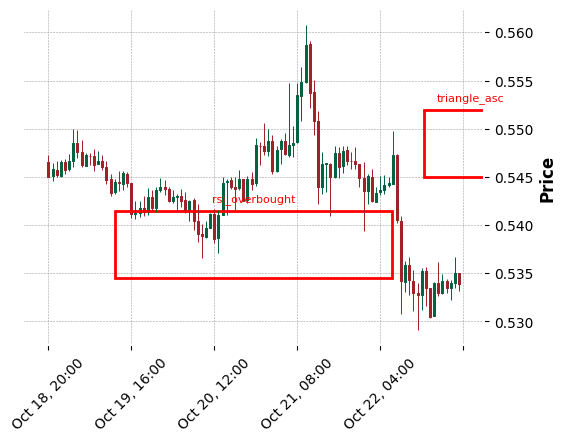 0.560
0.555
triangle_asc
0.550
0.545
rsi_overbought
0.540
0.535
0.530
Price
Oct 18, 20:00
Oct 19, 16:00
Oct 20, 12:00
Oct 21, 08:00
Oct 22, 04:00